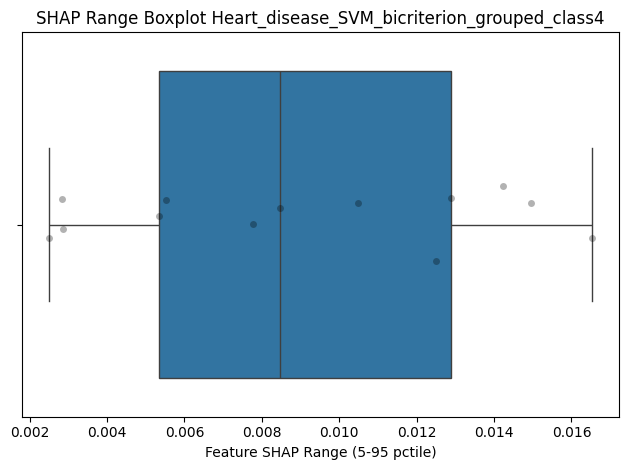 SHAP Range Boxplot Heart_disease_SVM_bicriterion_grouped_class4
0.002 0.004 0.006 0.008 0.010 0.012 0.014 0.016
Feature SHAP Range (5-95 pctile)